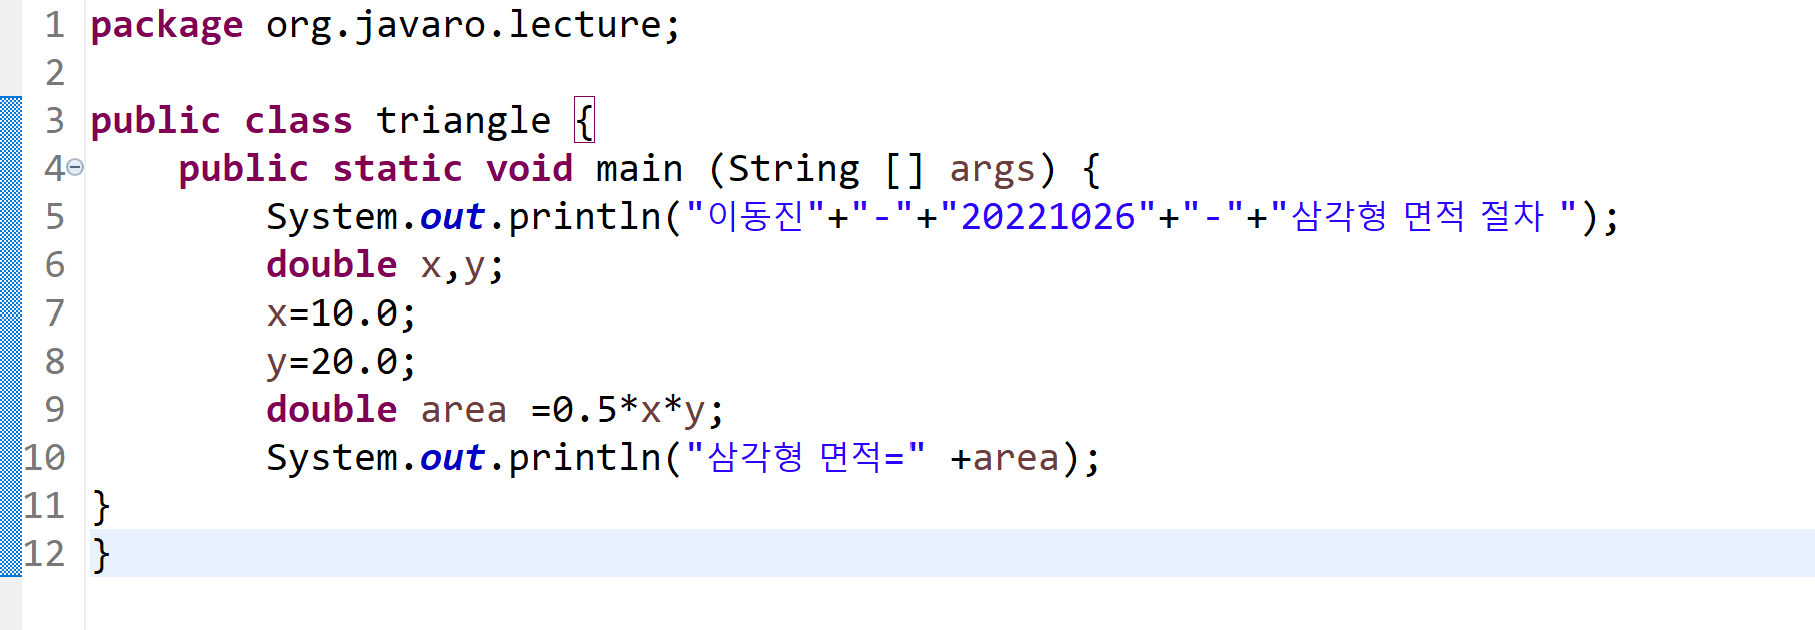 1 package org.javaro.lecture;
2
3 public class triangle {
4     public static void main (String [] args) {
5         System.out.println("이동진"+"-"+"20221026"+"-"+"삼각형 면적 절차 ");
6         double x,y;
7         x=10.0;
8         y=20.0;
9         double area =0.5*x*y;
10         System.out.println("삼각형 면적=" +area);
11 }
12 }